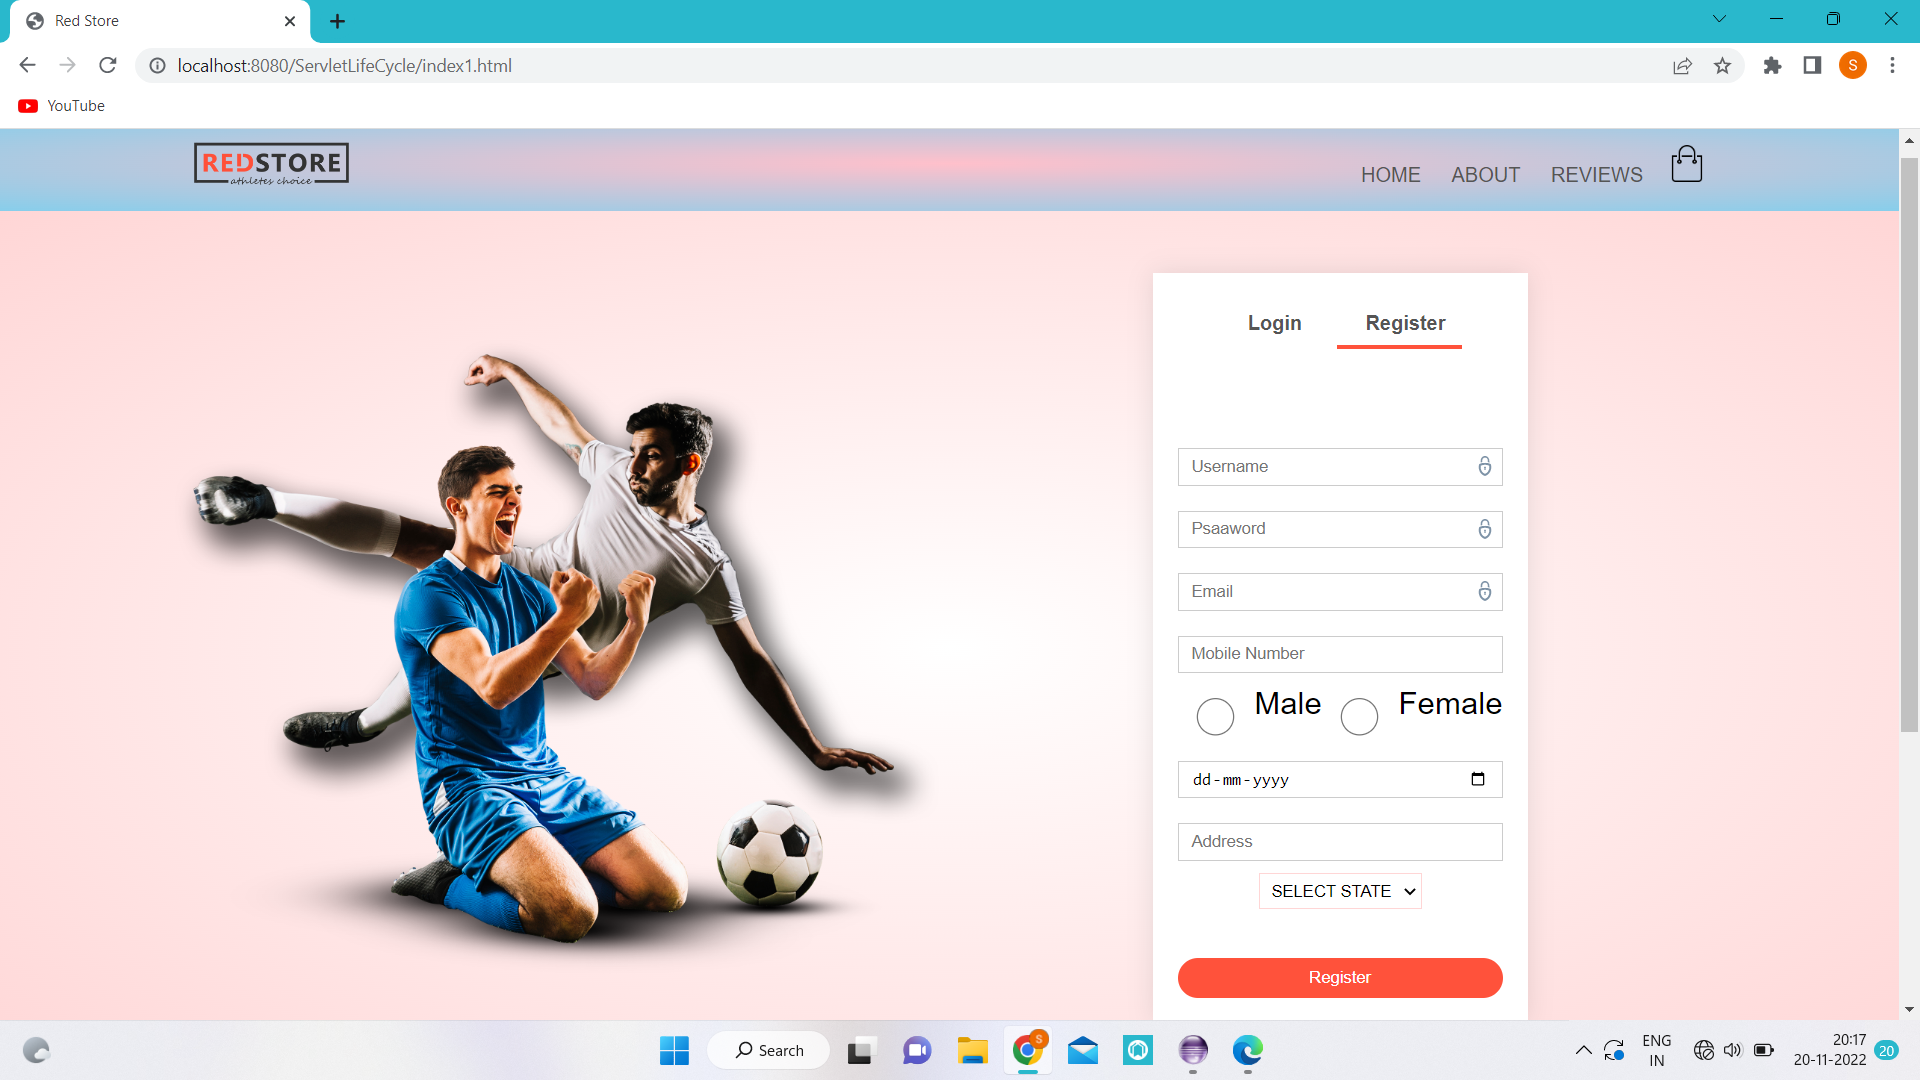 Red Store
localhost:8080/ServletLifeCycle/index1.html
S
YouTube
REDSTORE
athletes choice
HOME ABOUT REVIEWS
Login Register
Username
Psaaword
Email
Mobile Number
Male Female
dd-mm-yyyy
Address
SELECT STATE
Register
Search
S
ENG
IN
20:17
20-11-2022
20